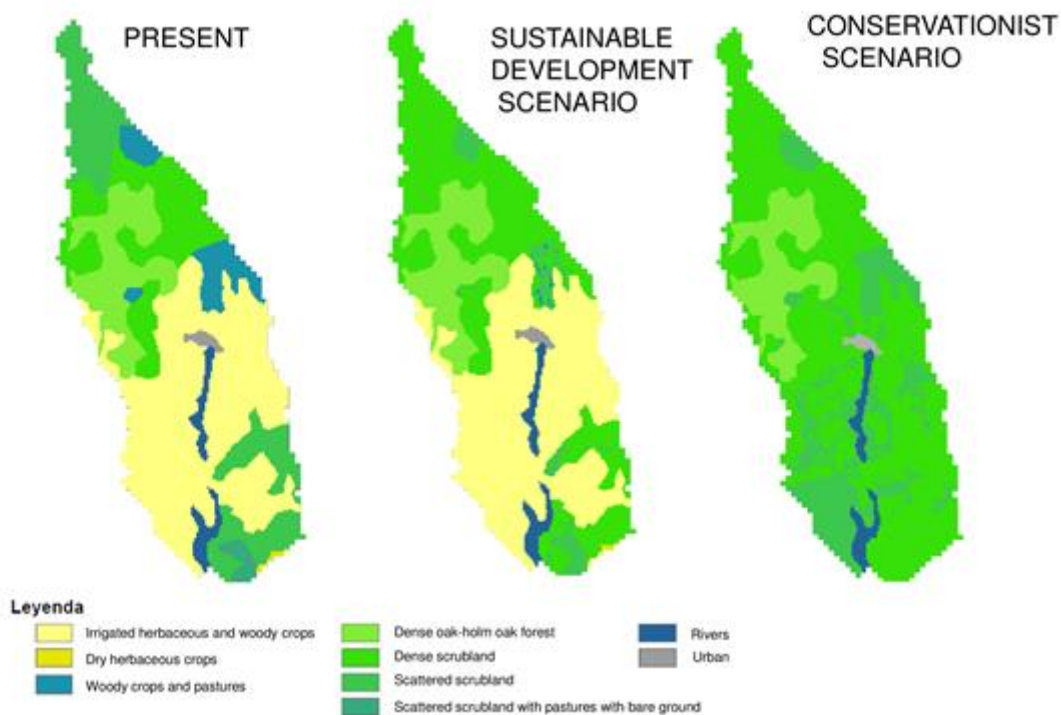 PRESENT
SUSTAINABLE
DEVELOPMENT
SCENARIO
CONSERVATIONIST
SCENARIO
Leyenda
Irrigated herbaceous and woody crops
Dry herbaceous crops
Woody crops and pastures
Dense oak-holm oak forest
Dense scrubland
Scattered scrubland
Scattered scrubland with pastures with bare ground
Rivers
Urban